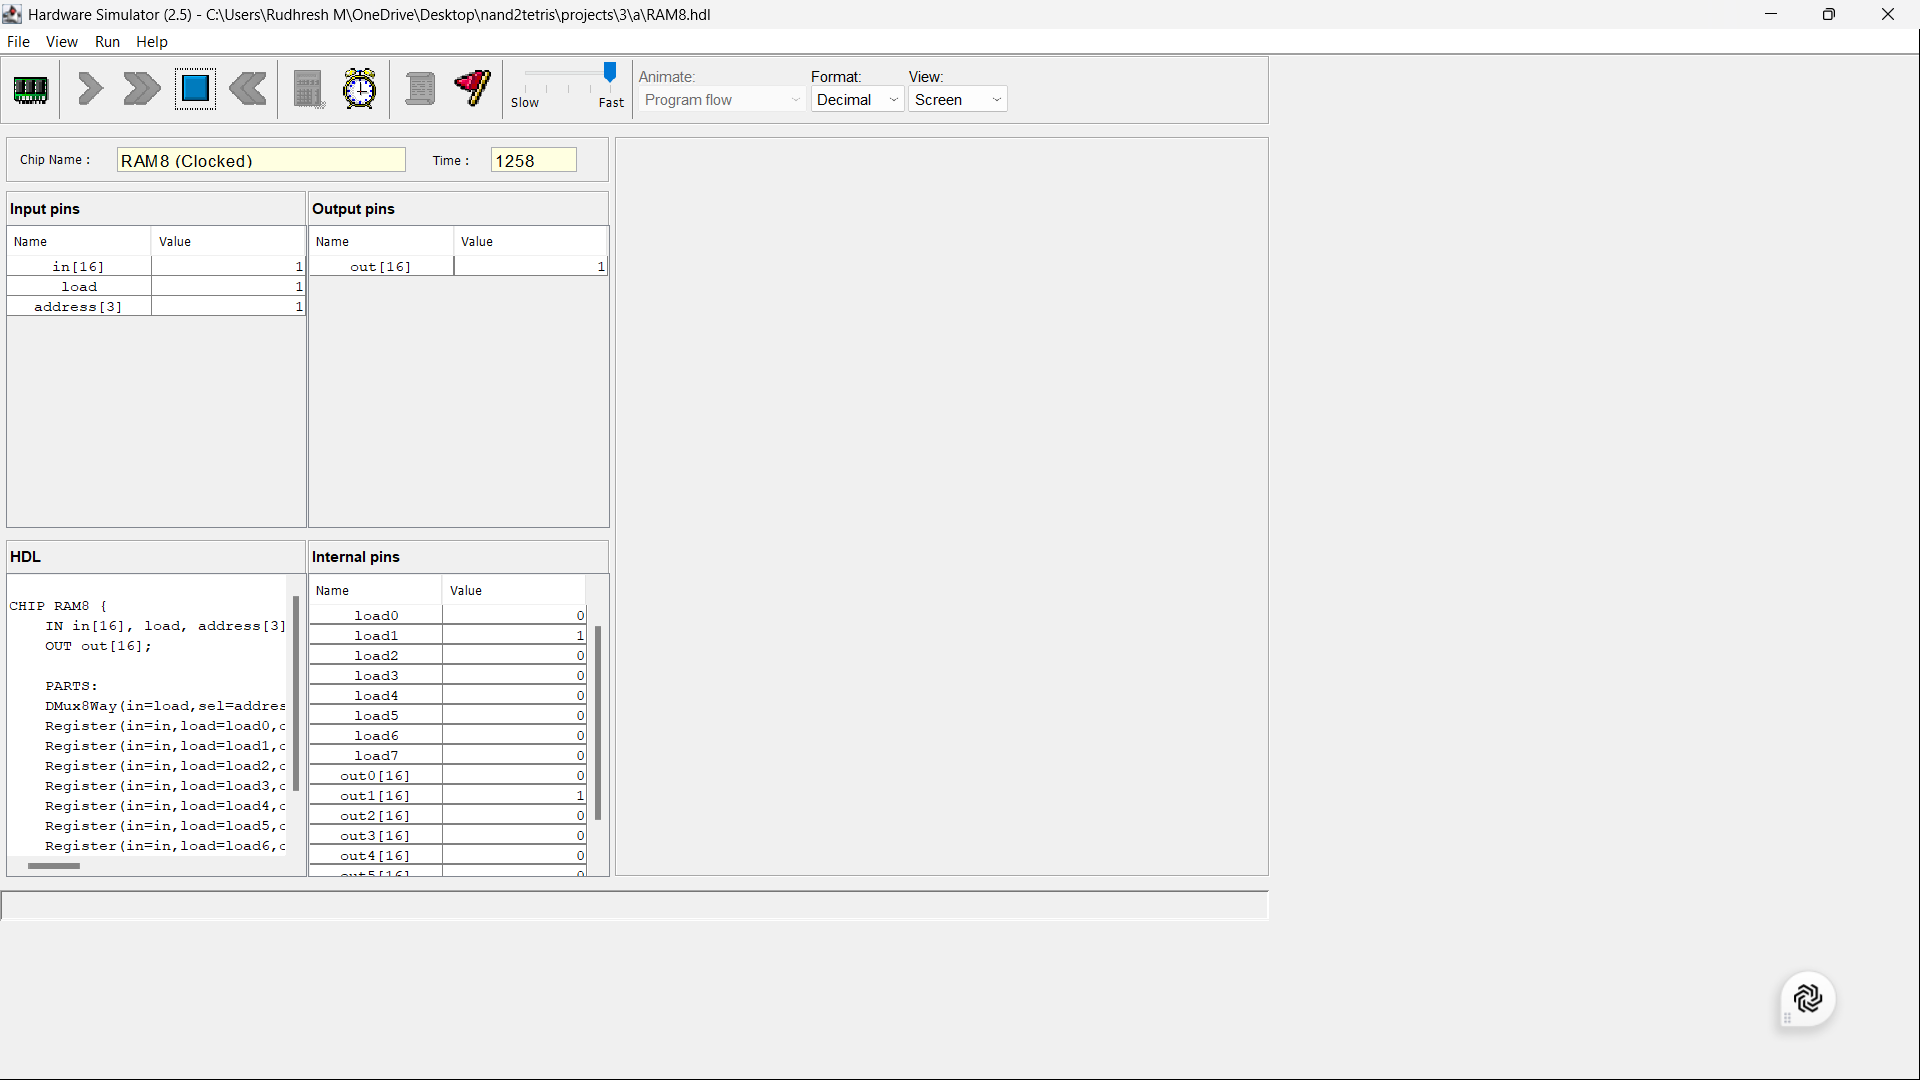 Hardware Simulator (2.5) - C:\Users\Rudhresh M\OneDrive\Desktop\nand2tetris\projects\3\a\RAM8.hdl
File View Run Help
Slow Fast
Animate: Format: View:
Program flow Decimal Screen
Chip Name : RAM8 (Clocked) Time : 1258
Input pins
Name Value
in[16] 1
load 1
address[3] 1
Output pins
Name Value
out[16] 1
HDL
CHIP RAM8 {
IN in[16], load, address[3]
OUT out[16];
PARTS:
DMux8Way(in=load,sel=addres
Register(in=in,load=load0,
Register(in=in,load=load1,
Register(in=in,load=load2,
Register(in=in,load=load3,
Register(in=in,load=load4,
Register(in=in,load=load5,
Register(in=in,load=load6,
Internal pins
Name Value
load0 0
load1 1
load2 0
load3 0
load4 0
load5 0
load6 0
load7 0
out0[16] 0
out1[16] 1
out2[16] 0
out3[16] 0
out4[16] 0